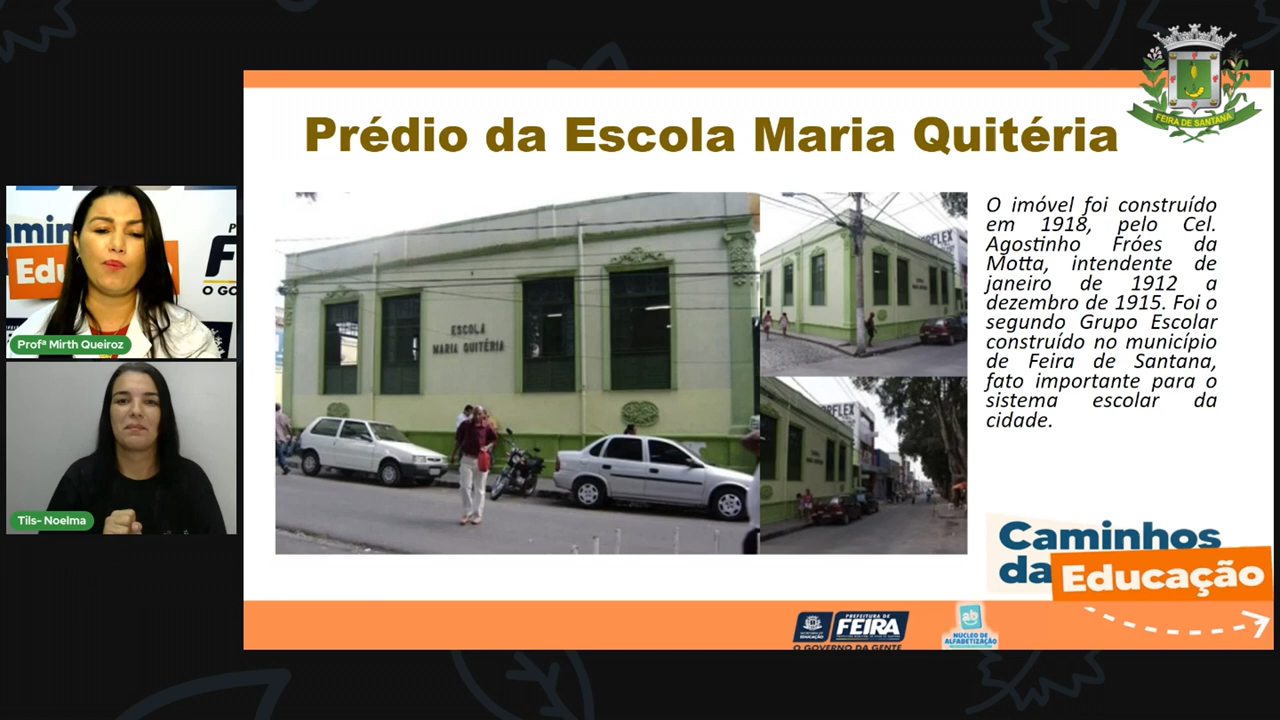 FEIRA DE SANTANA
Prédio da Escola Maria Quitéria
ESCOLA
MARIA QUITÉRIA
O imóvel foi construído
em 1918, pelo Cel.
Agostinho Fróes da
Motta, intendente de
janeiro de 1912 a
dezembro de 1915. Foi o
segundo Grupo Escolar
construído no município
de Feira de Santana,
fato importante para o
sistema escolar da
cidade.
Profª Mirth Queiroz
Tils- Noelma
Caminhos
da Educação
PREFEITURA DE
FEIRA
O GOVERNO DA GENTE
EDUCAÇÃO
ab
NÚCLEO DE
ALFABETIZAÇÃO